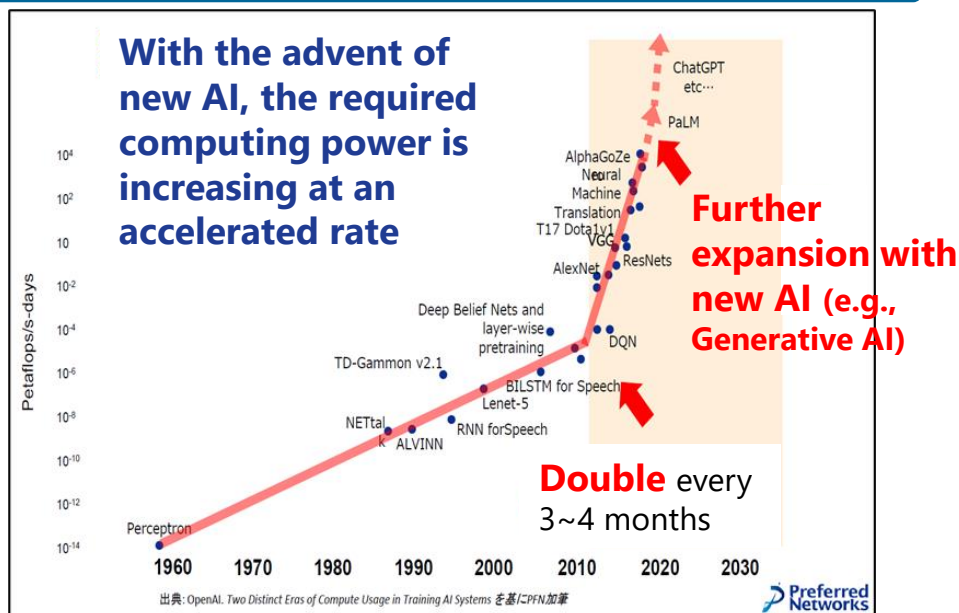 With the advent of
new AI, the required
computing power is
increasing at an
accelerated rate
ChatGPT
etc…
PaLM
AlphaGoZe
ro
Neural
Machine
Translation
T17 Dota1v1
VGG
ResNets
AlexNet
Further
expansion with
new AI (e.g.,
Generative AI)
Deep Belief Nets and
layer-wise
pretraining
DQN
TD-Gammon v2.1
BILSTM for Speech
Lenet-5
NETtal
k
ALVINN
RNN forSpeech
Double every
3~4 months
Perceptron
Petaflops/s-days
10⁴
10²
10
10⁻²
10⁻⁴
10⁻⁶
10⁻⁸
10⁻¹⁰
10⁻¹²
10⁻¹⁴
1960 1970 1980 1990 2000 2010 2020 2030
出典: OpenAI. Two Distinct Eras of Compute Usage in Training AI Systems を基にPFN加筆
Preferred
Networks